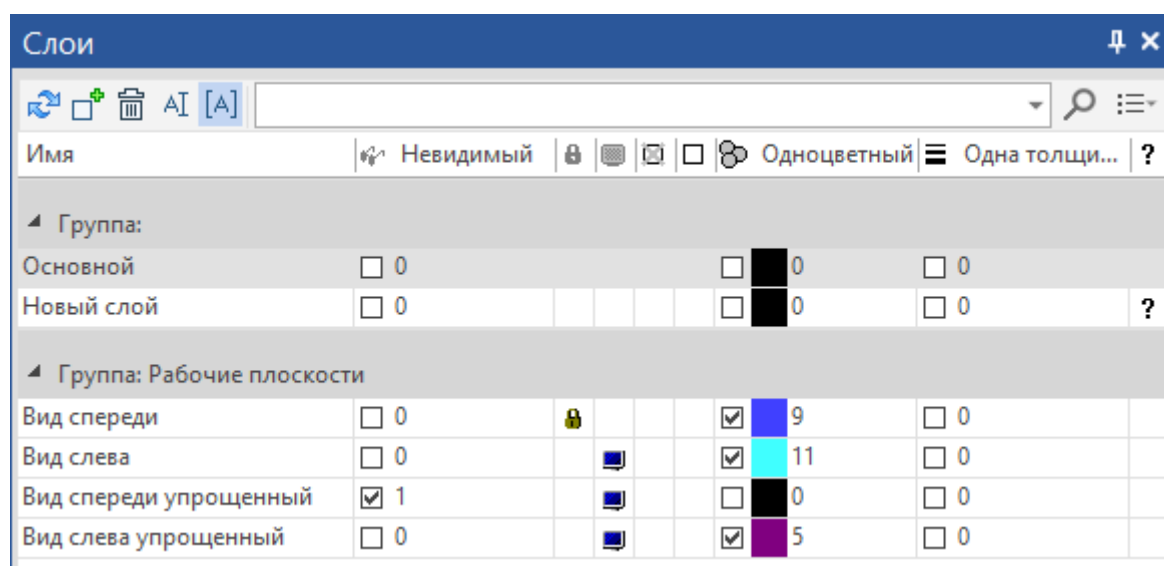 Слои
AI [A]
Имя Невидимый Одноцветный Одна толщи... ?
Группа:
Основной 0 0 0
Новый слой 0 0 0 ?
Группа: Рабочие плоскости
Вид спереди 0 9 0
Вид слева 0 11 0
Вид спереди упрощенный 1 0 0
Вид слева упрощенный 0 5 0